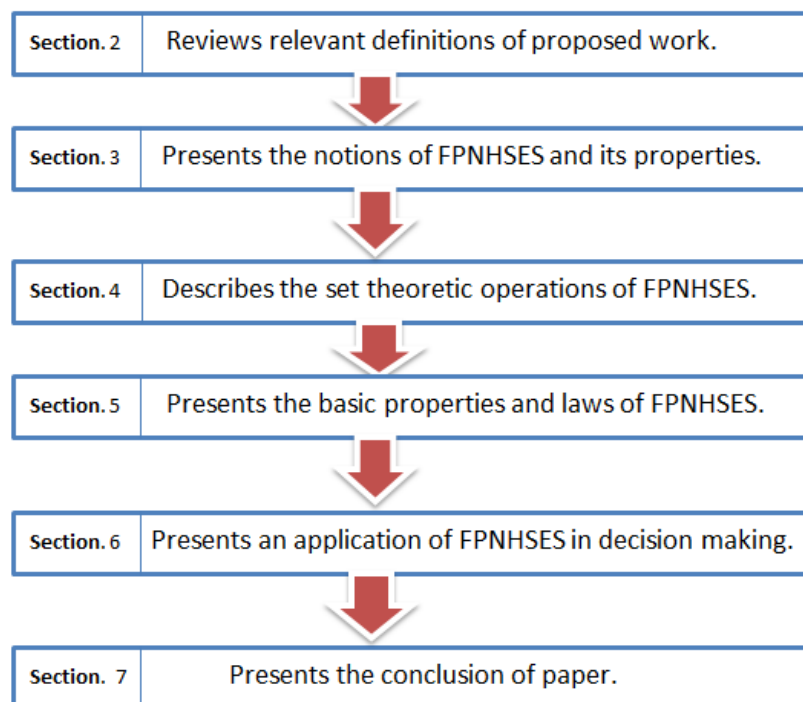 Section. 2 Reviews relevant definitions of proposed work.
Section. 3 Presents the notions of FPNHSES and its properties.
Section. 4 Describes the set theoretic operations of FPNHSES.
Section. 5 Presents the basic properties and laws of FPNHSES.
Section. 6 Presents an application of FPNHSES in decision making.
Section. 7 Presents the conclusion of paper.